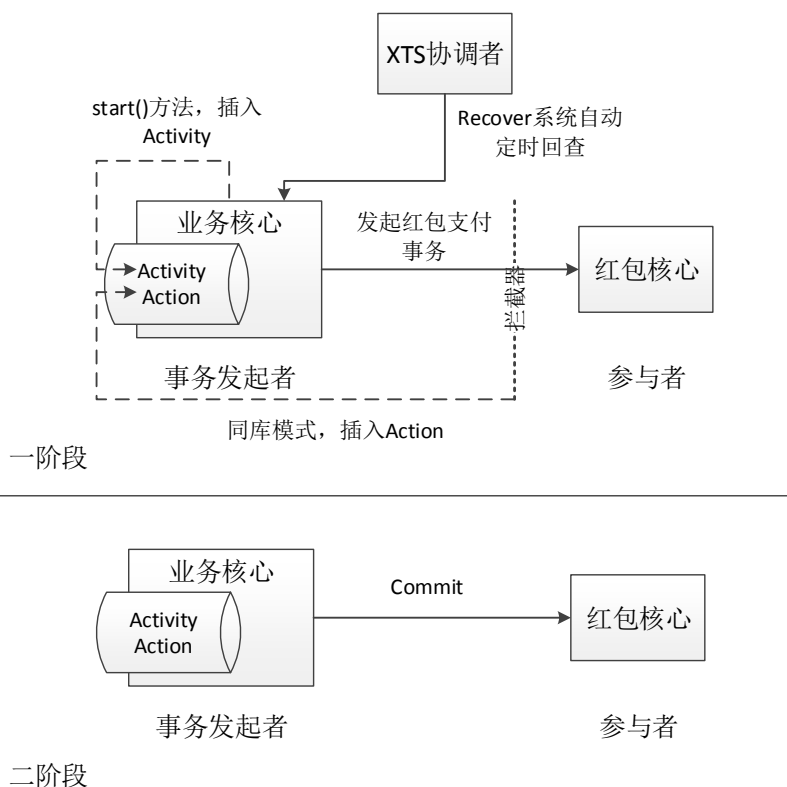 XTS协调者
start()方法，插入
Activity
Recover系统自动
定时回查
业务核心
Activity
Action
发起红包支付
事务
拦截器
红包核心
事务发起者
参与者
同库模式，插入Action
一阶段
业务核心
Activity
Action
Commit
红包核心
事务发起者
参与者
二阶段